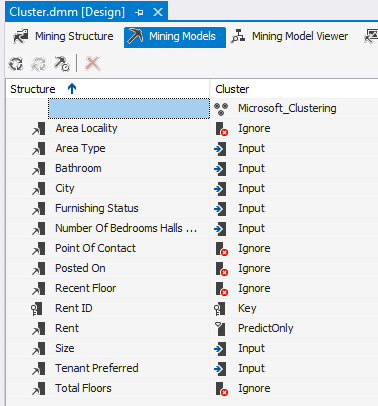 Cluster.dmm [Design]
Mining Structure Mining Models Mining Model Viewer
Structure Cluster
Microsoft_Clustering
Area Locality Ignore
Area Type Input
Bathroom Input
City Input
Furnishing Status Input
Number Of Bedrooms Halls ... Input
Point Of Contact Ignore
Posted On Ignore
Recent Floor Ignore
Rent ID Key
Rent PredictOnly
Size Input
Tenant Preferred Input
Total Floors Ignore